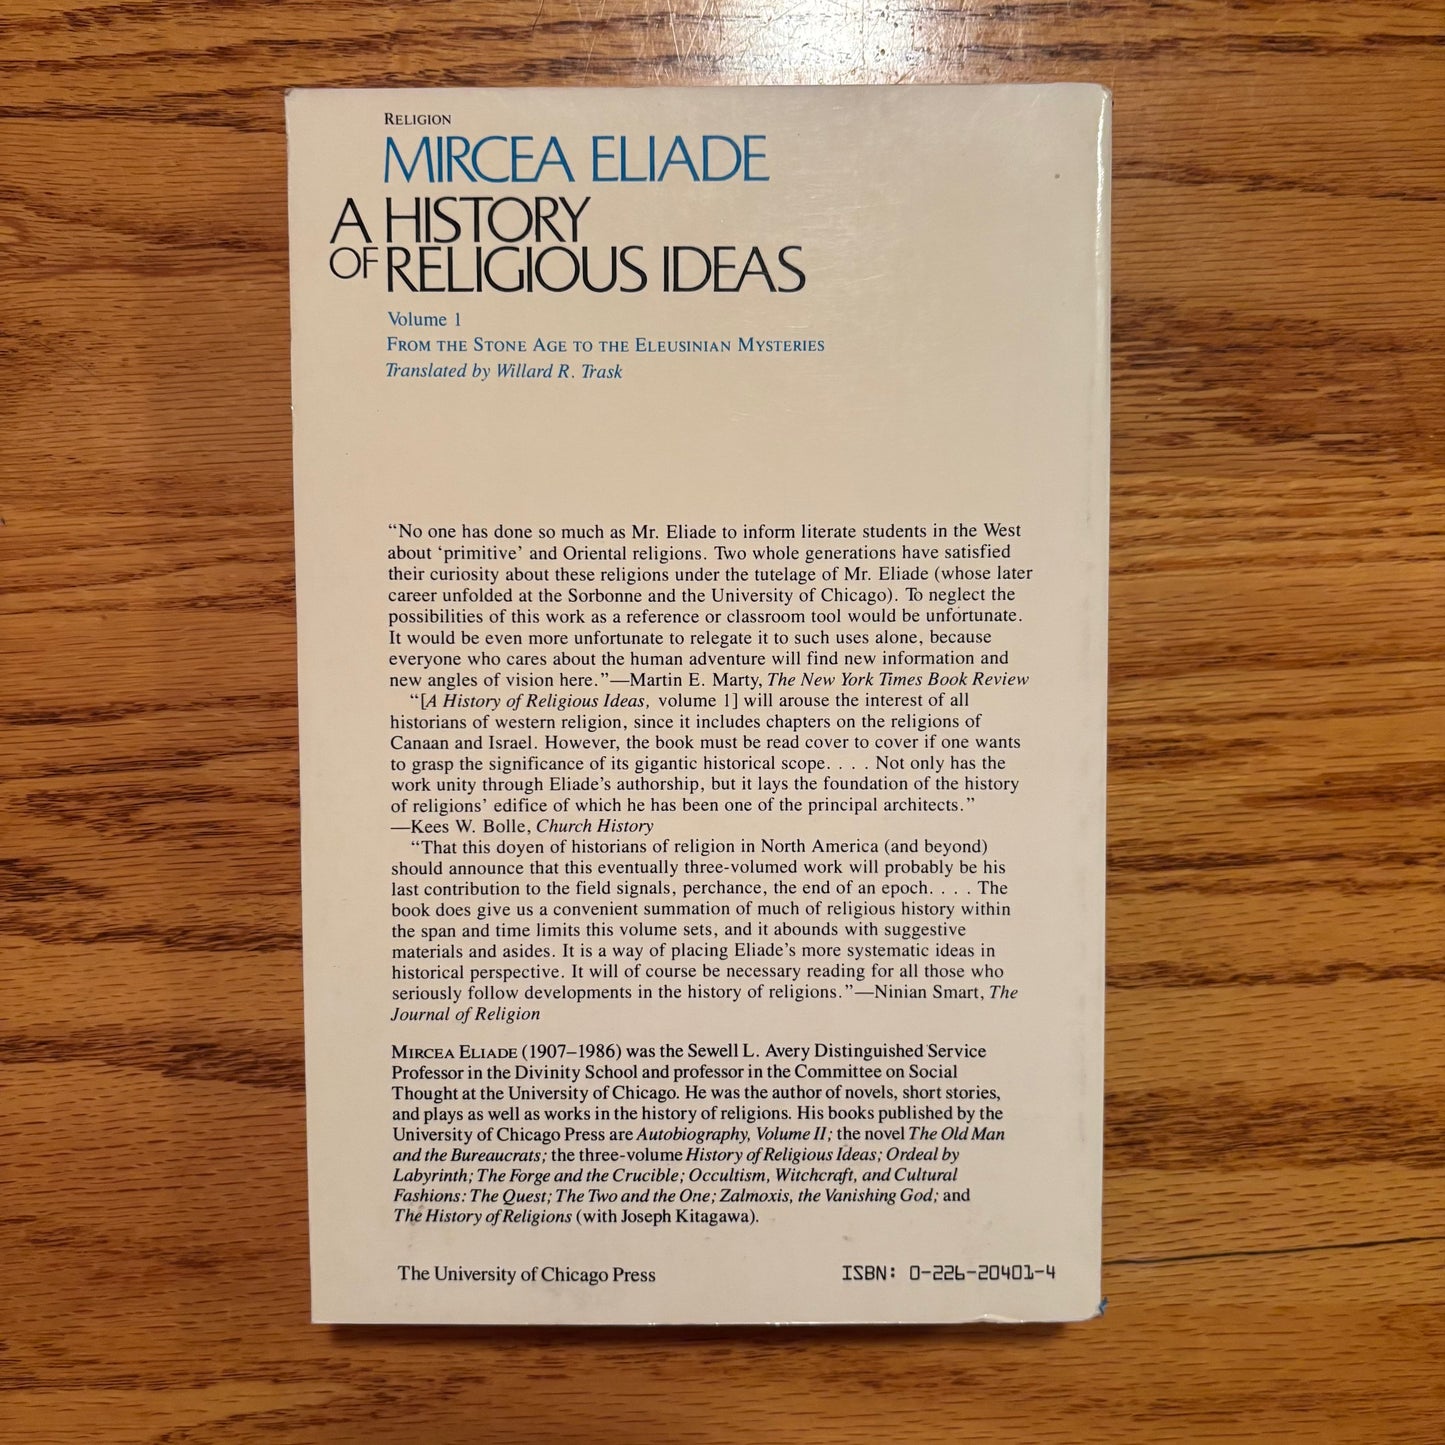 RELIGION
MIRCEA ELIADE
A HISTORY
OF RELIGIOUS IDEAS
Volume 1
FROM THE STONE AGE TO THE ELEUSINIAN MYSTERIES
Translated by Willard R. Trask
“No one has done so much as Mr. Eliade to inform literate students in the West
about ‘primitive’ and Oriental religions. Two whole generations have satisfied
their curiosity about these religions under the tutelage of Mr. Eliade (whose later
career unfolded at the Sorbonne and the University of Chicago). To neglect the
possibilities of this work as a reference or classroom tool would be unfortunate.
It would be even more unfortunate to relegate it to such uses alone, because
everyone who cares about the human adventure will find new information and
new angles of vision here.”—Martin E. Marty, The New York Times Book Review
“[A History of Religious Ideas, volume 1] will arouse the interest of all
historians of western religion, since it includes chapters on the religions of
Canaan and Israel. However, the book must be read cover to cover if one wants
to grasp the significance of its gigantic historical scope. . . . Not only has the
work unity through Eliade’s authorship, but it lays the foundation of the history
of religions’ edifice of which he has been one of the principal architects.”
—Kees W. Bolle, Church History
“That this doyen of historians of religion in North America (and beyond)
should announce that this eventually three-volumed work will probably be his
last contribution to the field signals, perchance, the end of an epoch. . . . The
book does give us a convenient summation of much of religious history within
the span and time limits this volume sets, and it abounds with suggestive
materials and asides. It is a way of placing Eliade’s more systematic ideas in
historical perspective. It will of course be necessary reading for all those who
seriously follow developments in the history of religions.”—Ninian Smart, The
Journal of Religion
MIRCEA ELIADE (1907–1986) was the Sewell L. Avery Distinguished Service
Professor in the Divinity School and professor in the Committee on Social
Thought at the University of Chicago. He was the author of novels, short stories,
and plays as well as works in the history of religions. His books published by the
University of Chicago Press are Autobiography, Volume II; the novel The Old Man
and the Bureaucrats; the three-volume History of Religious Ideas; Ordeal by
Labyrinth; The Forge and the Crucible; Occultism, Witchcraft, and Cultural
Fashions: The Quest; The Two and the One; Zalmoxis, the Vanishing God; and
The History of Religions (with Joseph Kitagawa).
The University of Chicago Press
ISBN: 0-226-20401-4